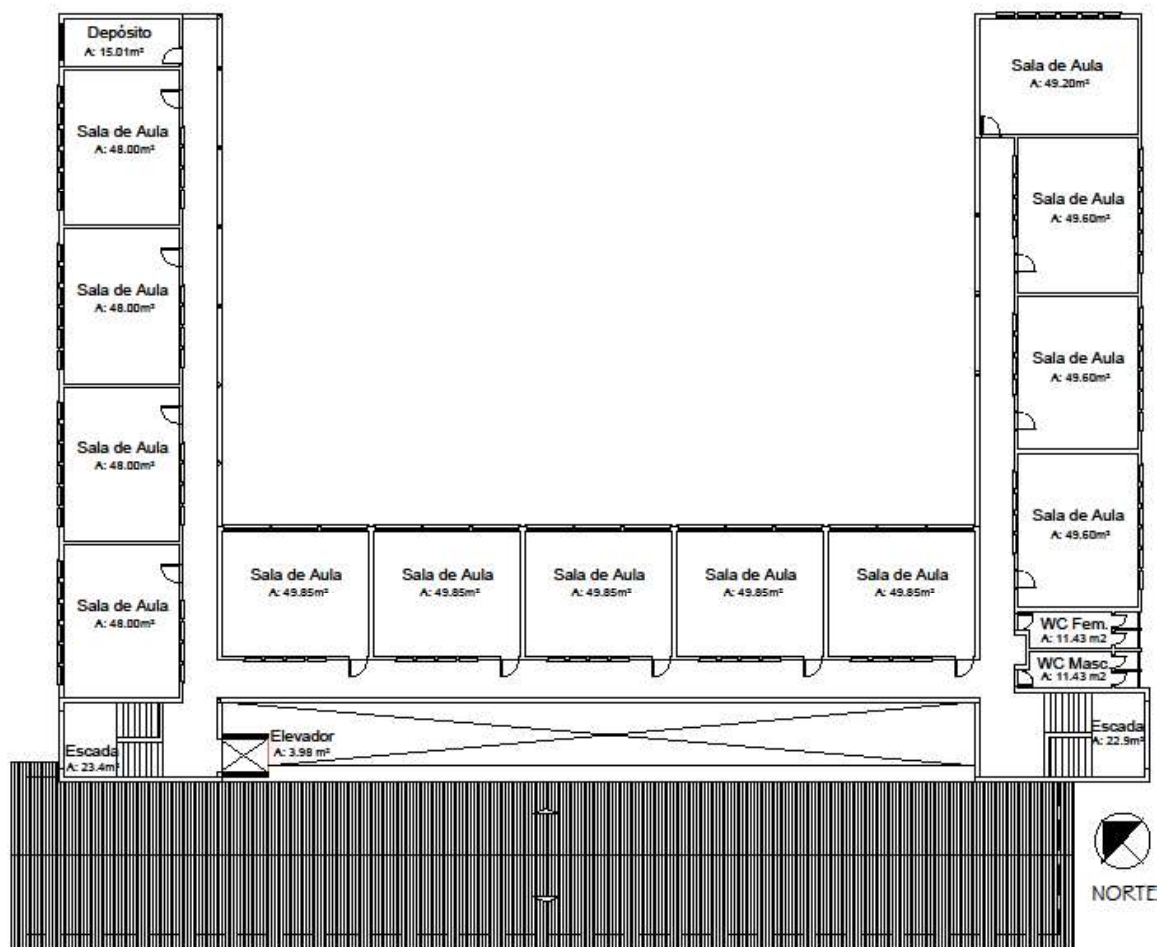 Depósito
A: 15.01m²
Sala de Aula
A: 48.00m²
Sala de Aula
A: 48.00m²
Sala de Aula
A: 48.00m²
Sala de Aula
A: 48.00m²
Escada
A: 23.4m²
Elevador
A: 3.98 m²
Sala de Aula
A: 49.85m²
Sala de Aula
A: 49.85m²
Sala de Aula
A: 49.85m²
Sala de Aula
A: 49.85m²
Sala de Aula
A: 49.85m²
Sala de Aula
A: 49.20m²
Sala de Aula
A: 49.60m²
Sala de Aula
A: 49.60m²
Sala de Aula
A: 49.60m²
WC Fem.
A: 11.43 m2
WC Masc.
A: 11.43 m2
Escada
A: 22.9m²
NORTE